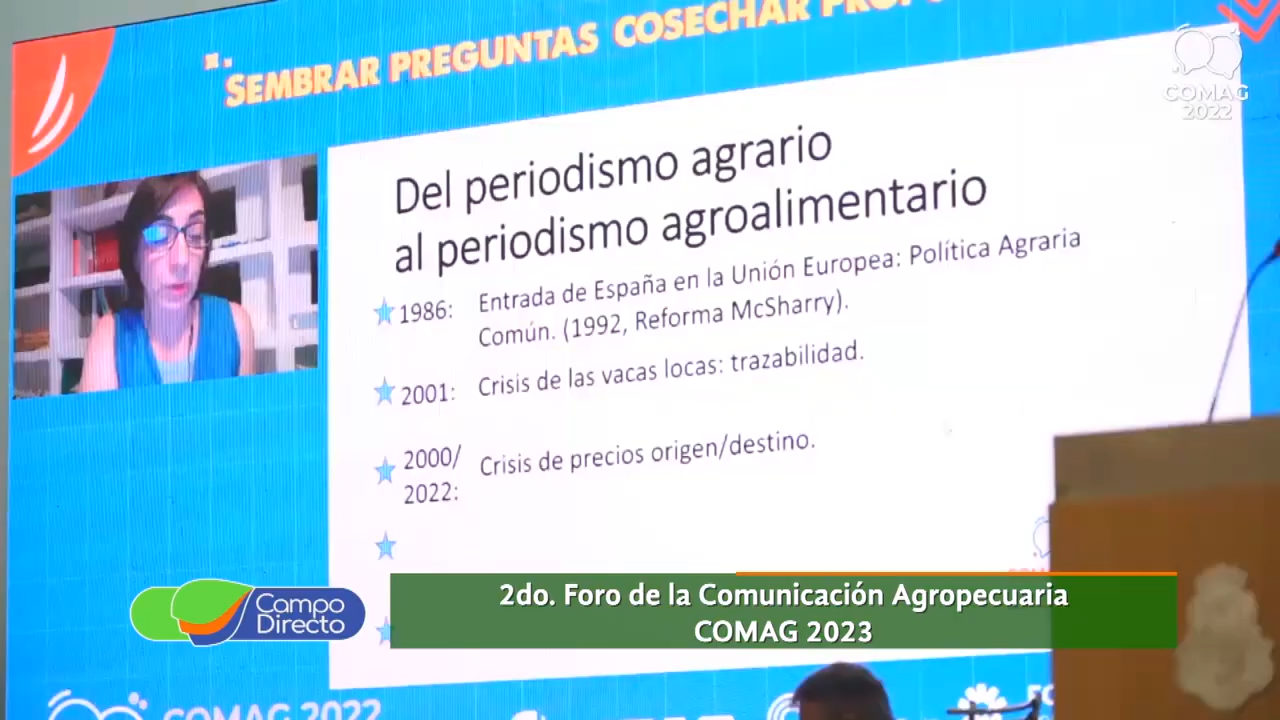 SEMBRAR PREGUNTAS COSECHAR
COMAG
2022
Del periodismo agrario
al periodismo agroalimentario
1986: Entrada de España en la Unión Europea: Política Agraria
Común. (1992, Reforma McSharry).
2001: Crisis de las vacas locas: trazabilidad.
2000/
2022: Crisis de precios origen/destino.
Campo
Directo
2do. Foro de la Comunicación Agropecuaria
COMAG 2023
COMAG 2022